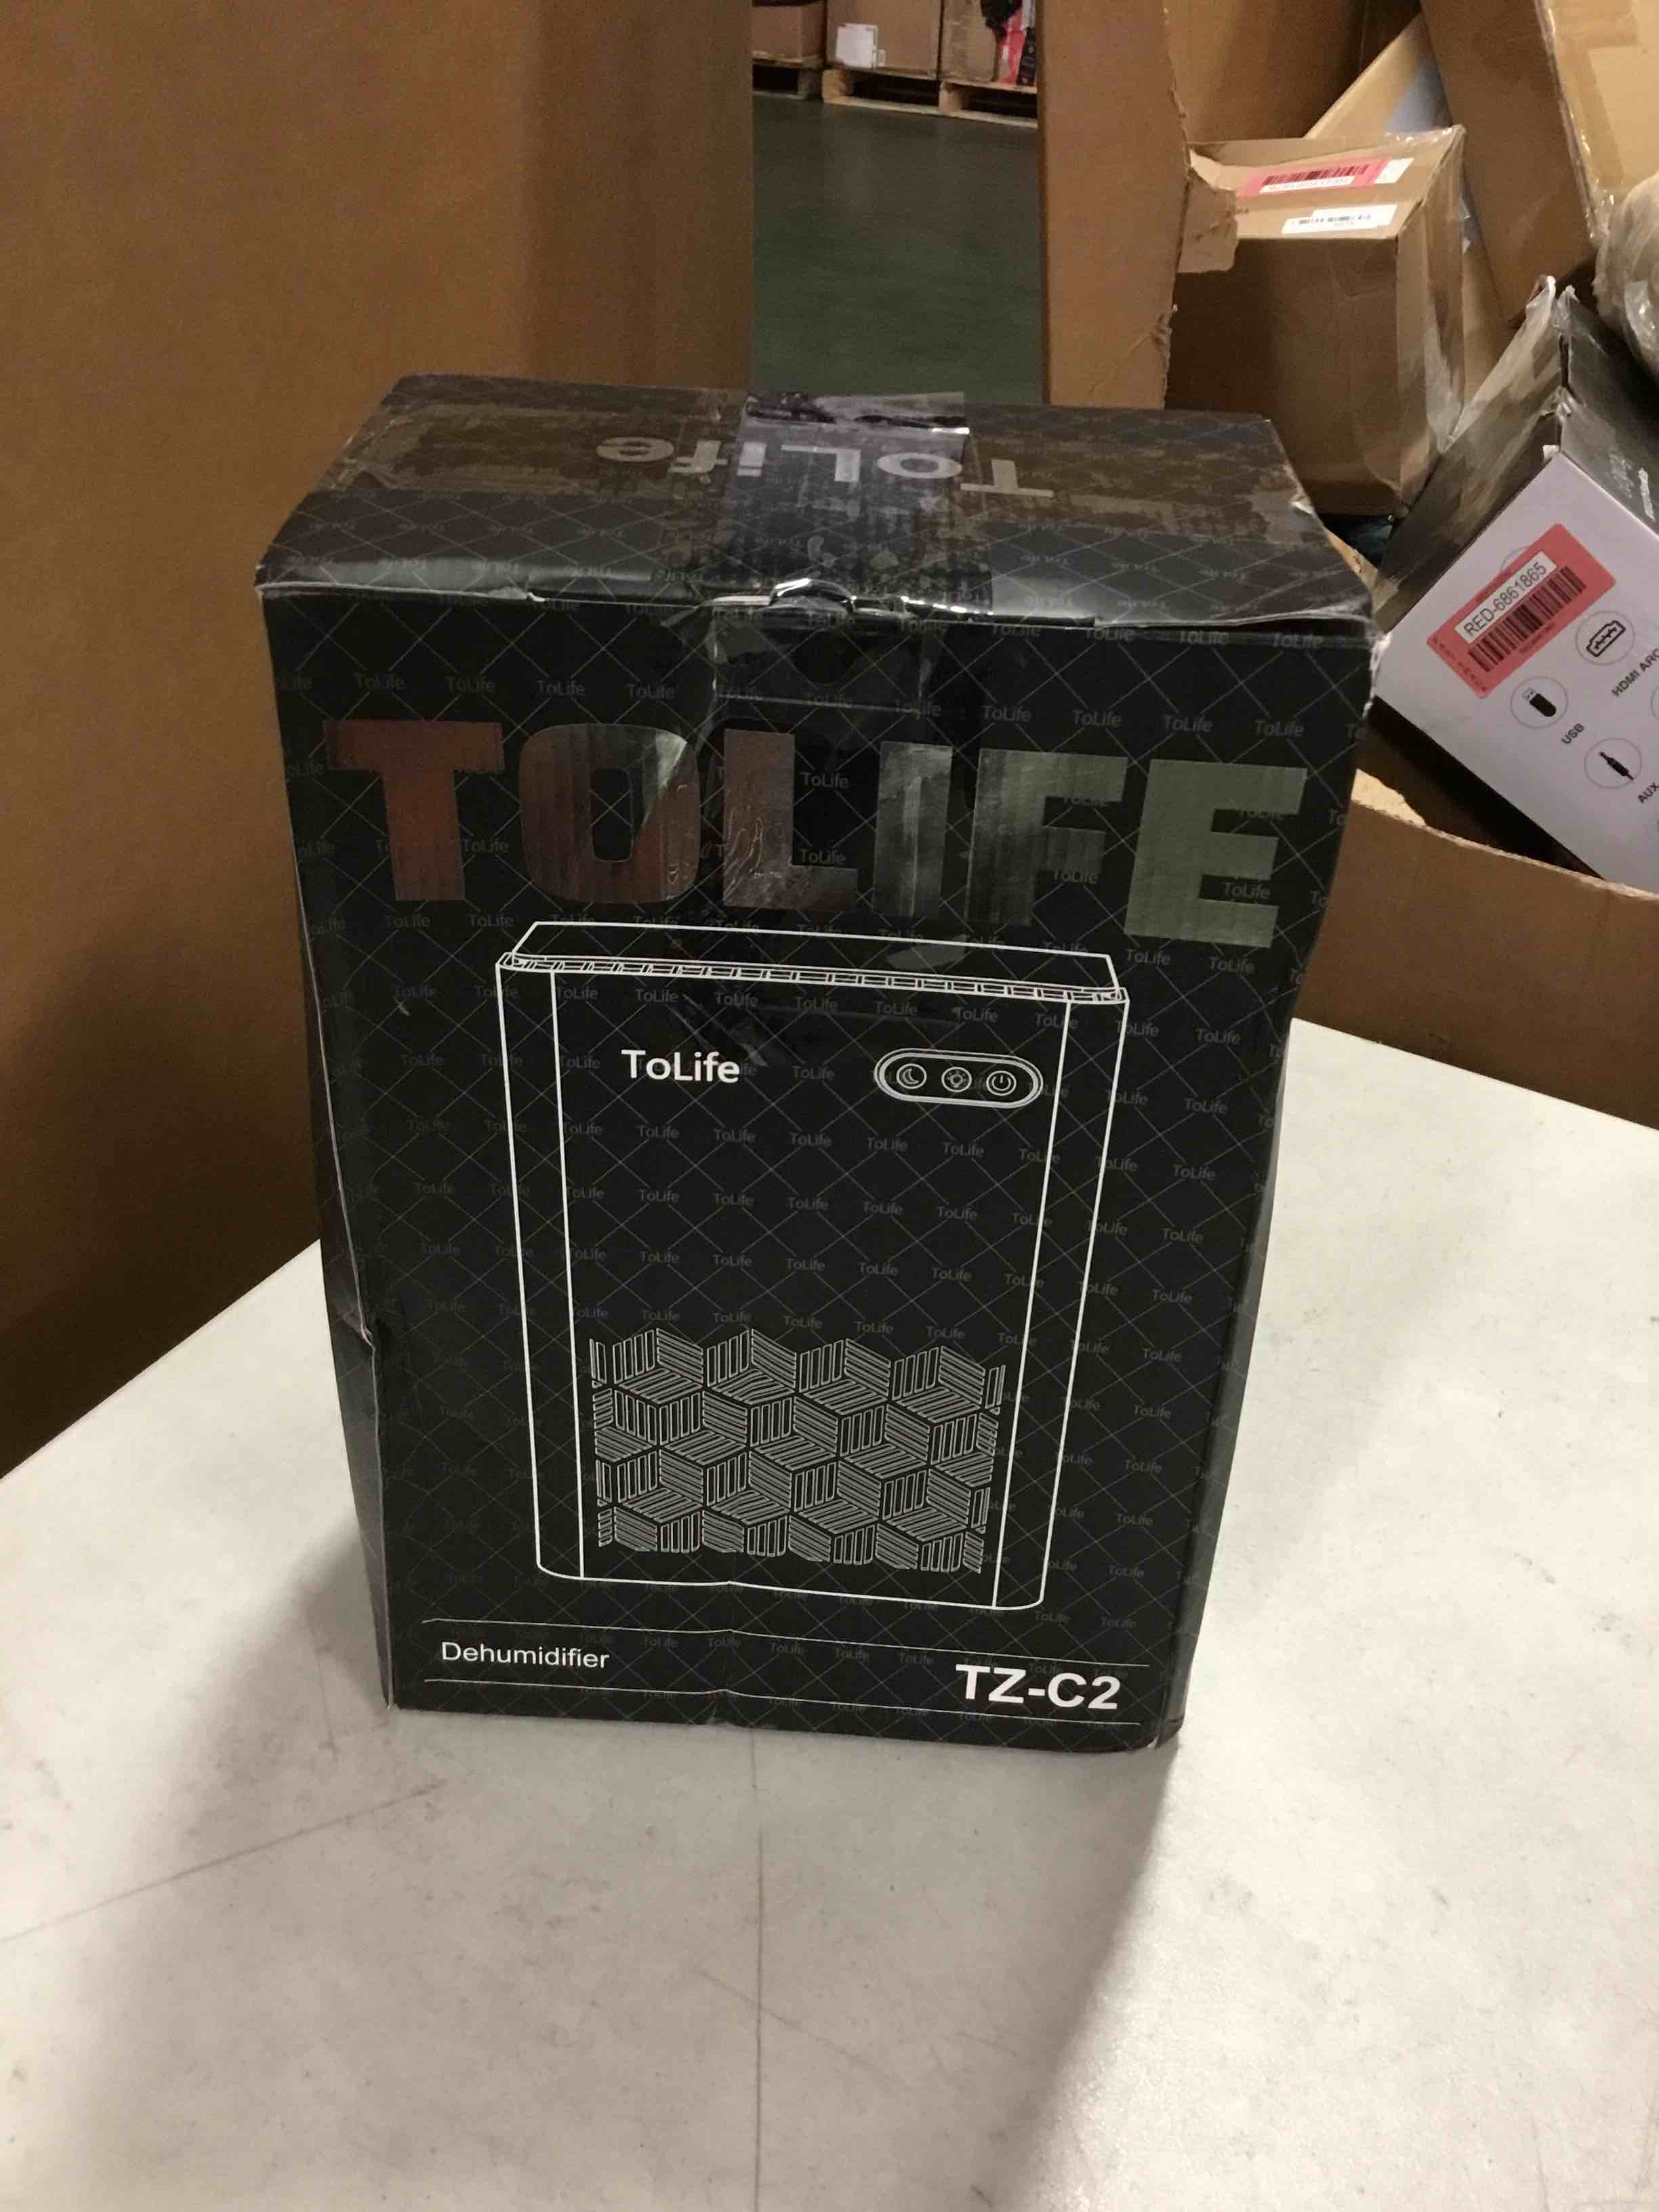 ToLife
TOLIFE
ToLife
Dehumidifier
TZ-C2
RED-6861865
USB
HDMI ARC
AUX